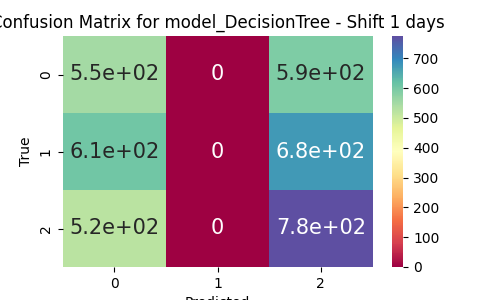 Confusion Matrix for model_DecisionTree - Shift 1 days
0 5.5e+02 0 5.9e+02
1 6.1e+02 0 6.8e+02
2 5.2e+02 0 7.8e+02
True
0 1 2
Predicted
700
600
500
400
300
200
100
0